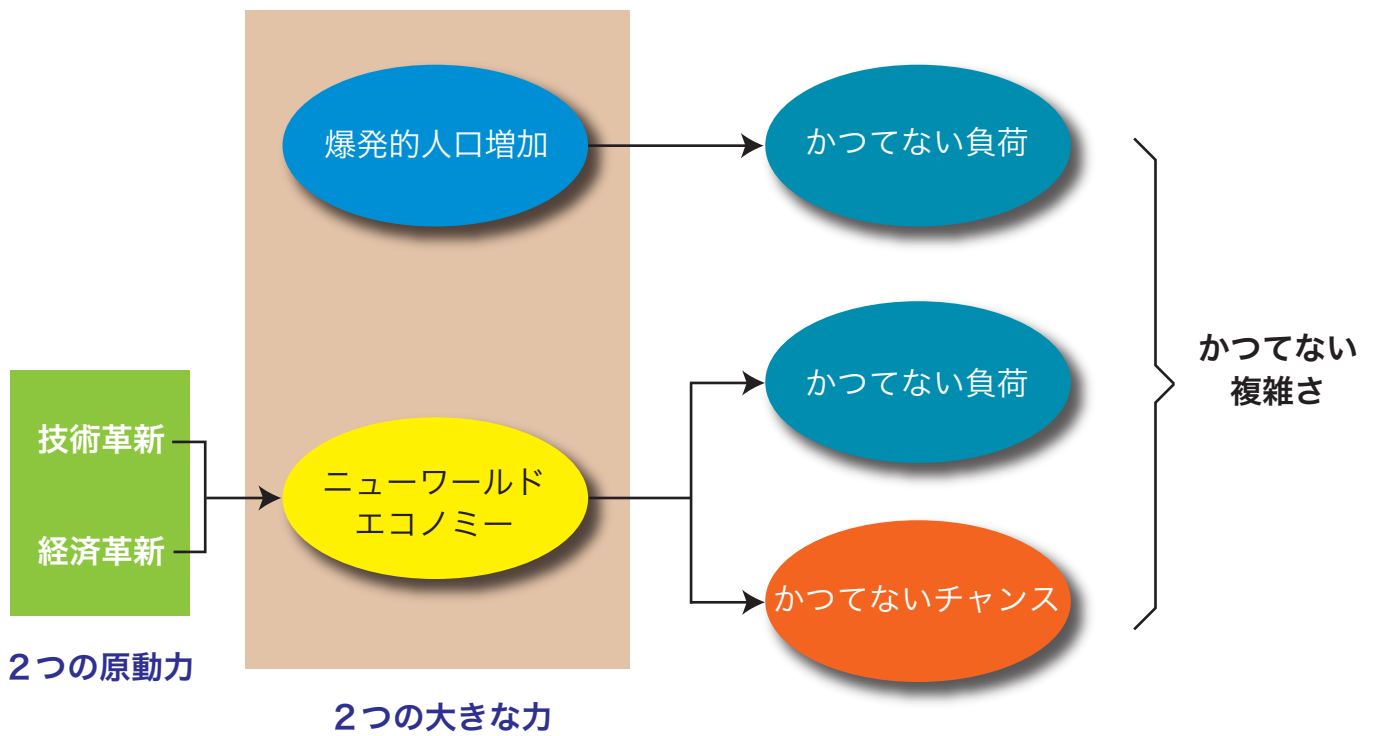 爆発的人口増加
かつてない負荷
かつてない負荷
かつてない
複雑さ
技術革新
経済革新
ニューワールド
エコノミー
かつてないチャンス
２つの原動力
２つの大きな力